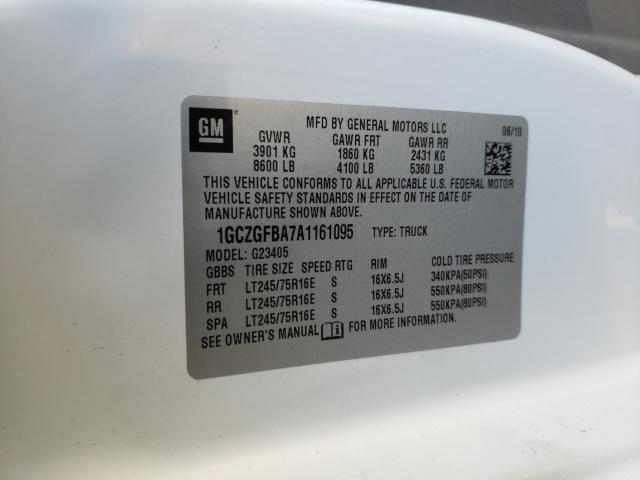 GM
MFD BY GENERAL MOTORS LLC 06/10
GVWR GAWR FRT GAWR RR
3901 KG 1860 KG 2431 KG
8600 LB 4100 LB 5360 LB
THIS VEHICLE CONFORMS TO ALL APPLICABLE U.S. FEDERAL MOTOR
VEHICLE SAFETY STANDARDS IN EFFECT ON THE DATE OF
MANUFACTURE SHOWN ABOVE.
1GCZGFBA7A1161095 TYPE: TRUCK
MODEL: G23405
GBBS TIRE SIZE SPEED RTG RIM COLD TIRE PRESSURE
FRT LT245/75R16E S 16X6.5J 340KPA(50PSI)
RR LT245/75R16E S 16X6.5J 550KPA(80PSI)
SPA LT245/75R16E S 16X6.5J 550KPA(80PSI)
SEE OWNER'S MANUAL FOR MORE INFORMATION.